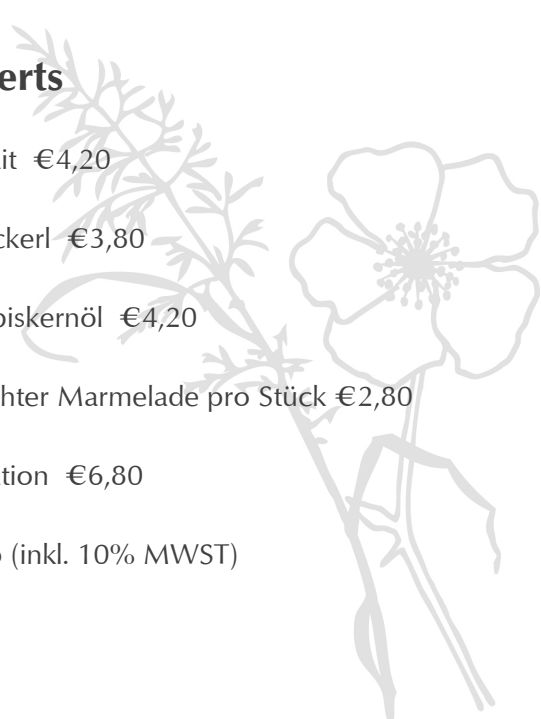 erts
it €4,20
ckerl €3,80
iskernöl €4,20
hter Marmelade pro Stück €2,80
tion €6,80
(inkl. 10% MWST)